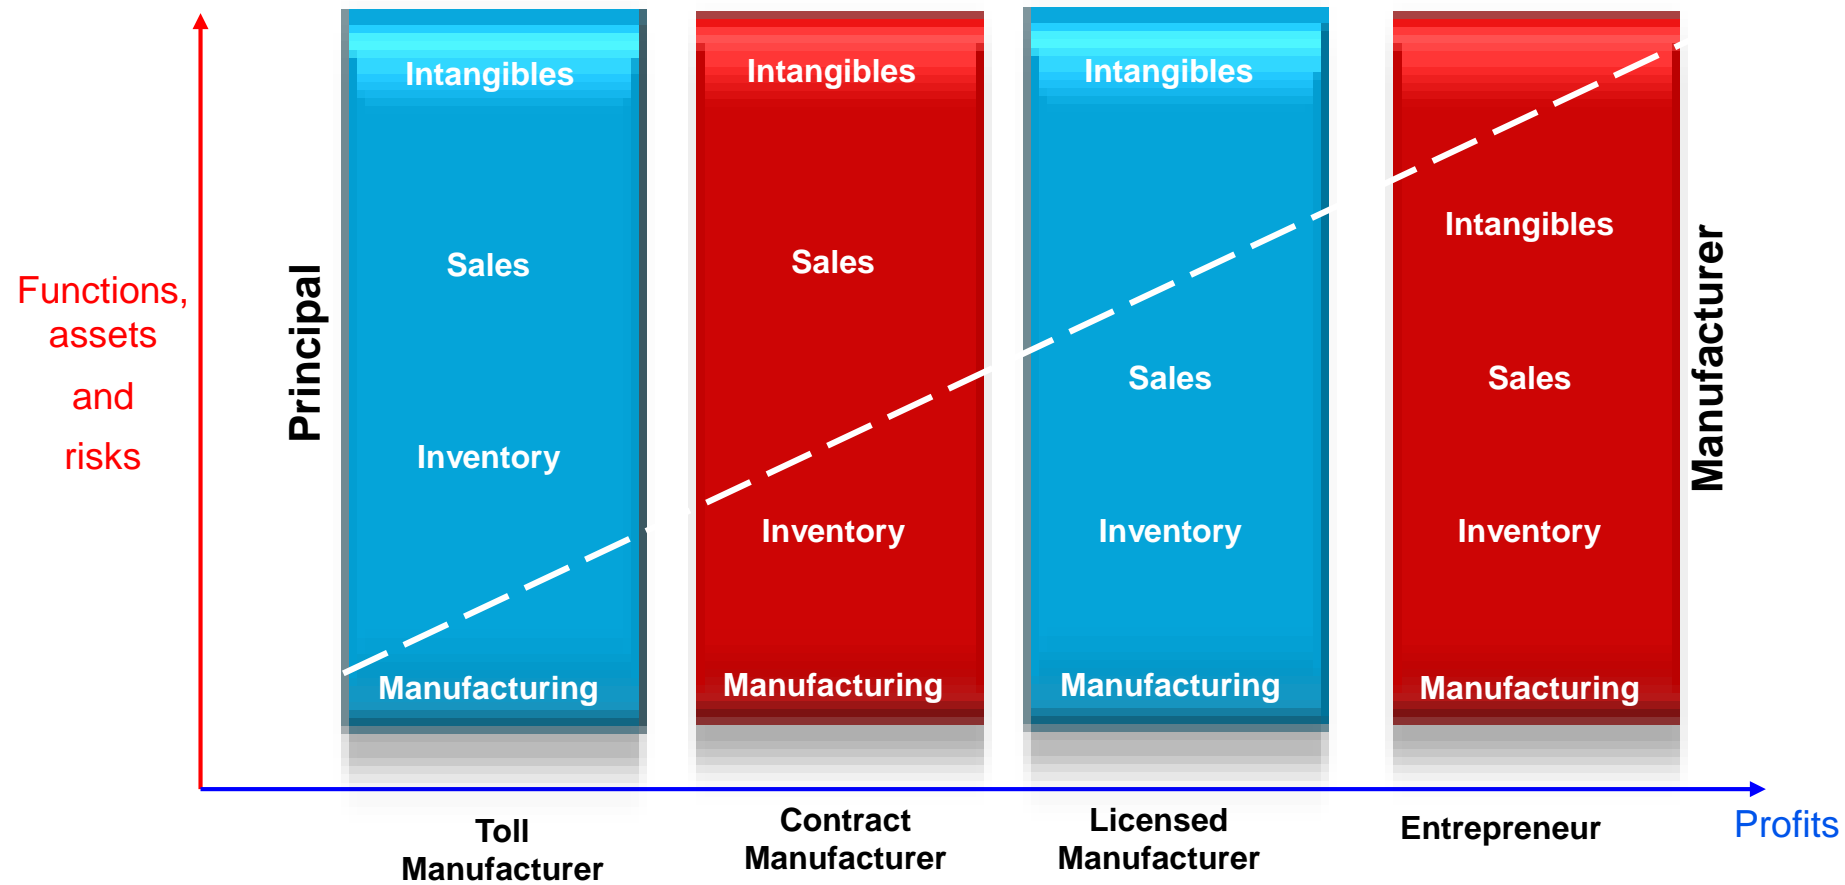 Functions,
assets
and
risks
Principal
Intangibles
Sales
Inventory
Manufacturing
Intangibles
Sales
Inventory
Manufacturing
Intangibles
Sales
Inventory
Manufacturing
Intangibles
Sales
Inventory
Manufacturing
Manufacturer
Toll
Manufacturer
Contract
Manufacturer
Licensed
Manufacturer
Entrepreneur
Profits